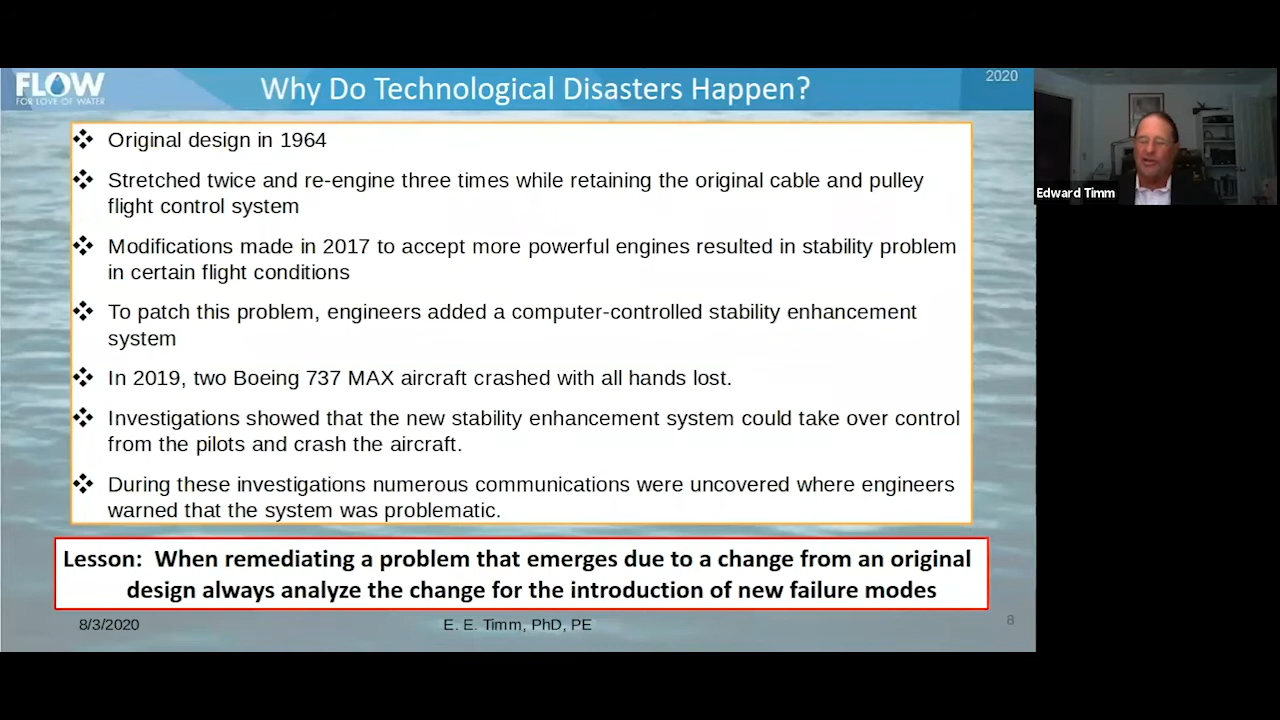 FLOW
FOR LOVE OF WATER
Why Do Technological Disasters Happen?
2020
Original design in 1964
Stretched twice and re-engine three times while retaining the original cable and pulley
flight control system
Modifications made in 2017 to accept more powerful engines resulted in stability problem
in certain flight conditions
To patch this problem, engineers added a computer-controlled stability enhancement
system
In 2019, two Boeing 737 MAX aircraft crashed with all hands lost.
Investigations showed that the new stability enhancement system could take over control
from the pilots and crash the aircraft.
During these investigations numerous communications were uncovered where engineers
warned that the system was problematic.
Lesson: When remediating a problem that emerges due to a change from an original
design always analyze the change for the introduction of new failure modes
8/3/2020
E. E. Timm, PhD, PE
8
Edward Timm